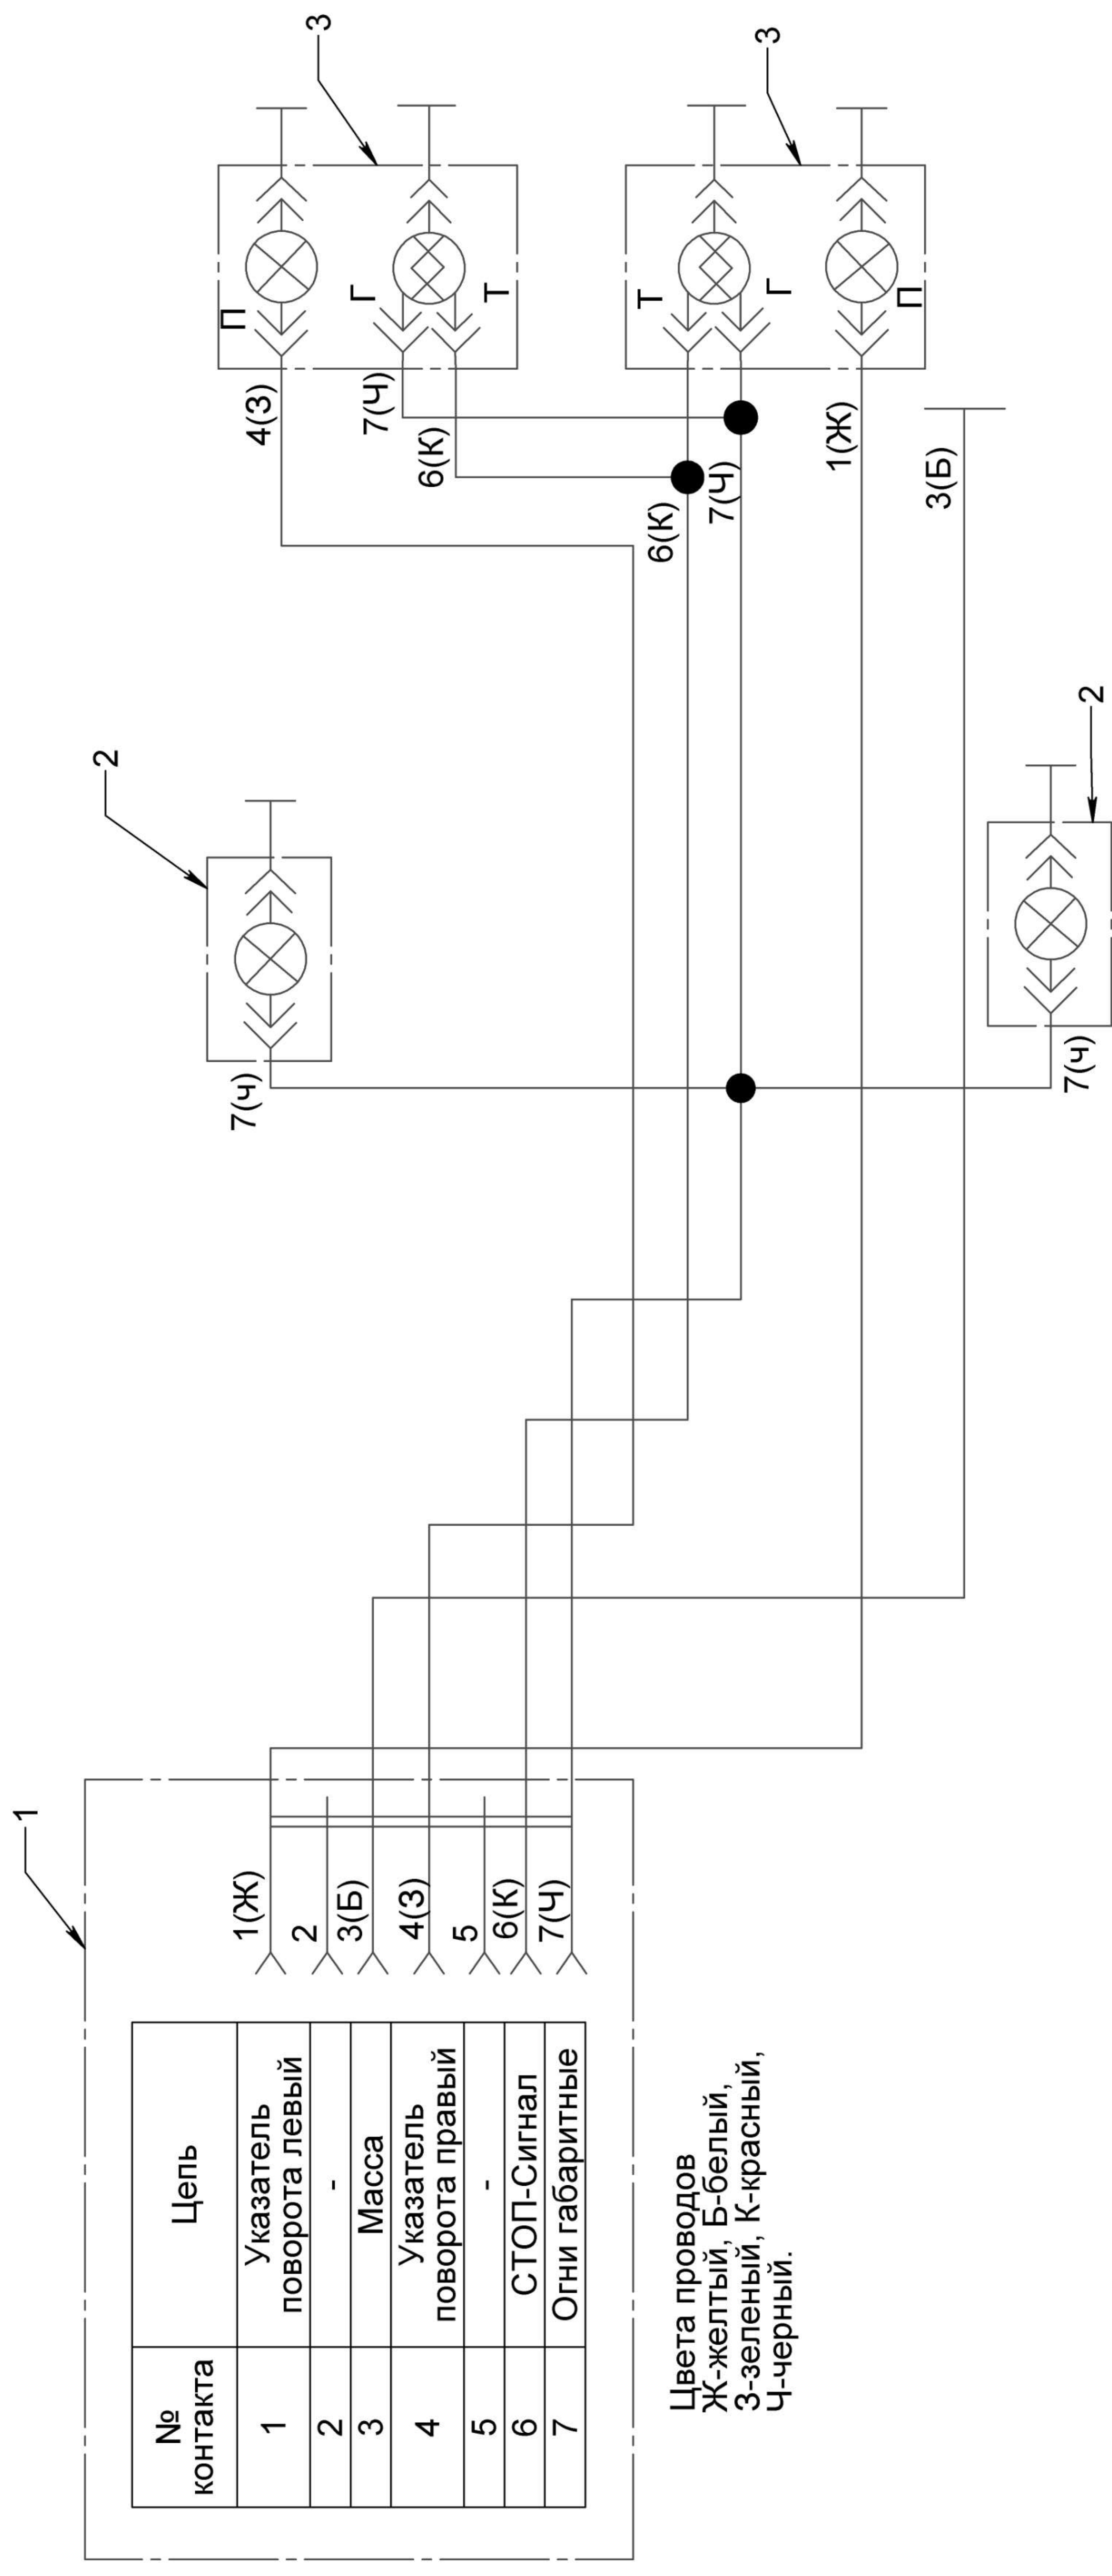 1
№
контакта
Цепь
1
Указатель
поворота левый
2
-
3
Масса
4
Указатель
поворота правый
5
-
6
СТОП-Сигнал
7
Огни габаритные
1(Ж)
2
3(Б)
4(З)
5
6(К)
7(Ч)
Цвета проводов
Ж-желтый, Б-белый,
З-зеленый, К-красный,
Ч-черный.
2
7(ч)
2
7(ч)
3
П
4(З)
Г
7(Ч)
Т
6(К)
3
Т
6(К)
Г
7(Ч)
П
1(Ж)
3(Б)